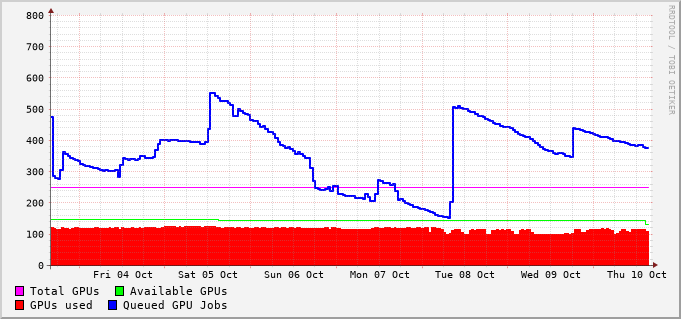 800
700
600
500
400
300
200
100
0
Fri 04 Oct Sat 05 Oct Sun 06 Oct Mon 07 Oct Tue 08 Oct Wed 09 Oct Thu 10 Oct
Total GPUs Available GPUs
GPUs used Queued GPU Jobs
RRDTOOL / TOBI OETIKER